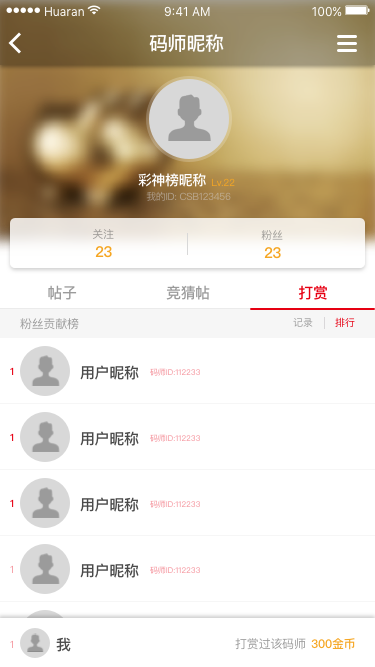 Huaran 9:41 AM 100%
码师昵称
彩神榜昵称 Lv.22
我的ID: CSB123456
关注 粉丝
23 23
帖子 竞猜帖 打赏
粉丝贡献榜 记录 排行
1 用户昵称 码师ID:112233
1 用户昵称 码师ID:112233
1 用户昵称 码师ID:112233
1 用户昵称 码师ID:112233
1 我 打赏过该码师 300金币